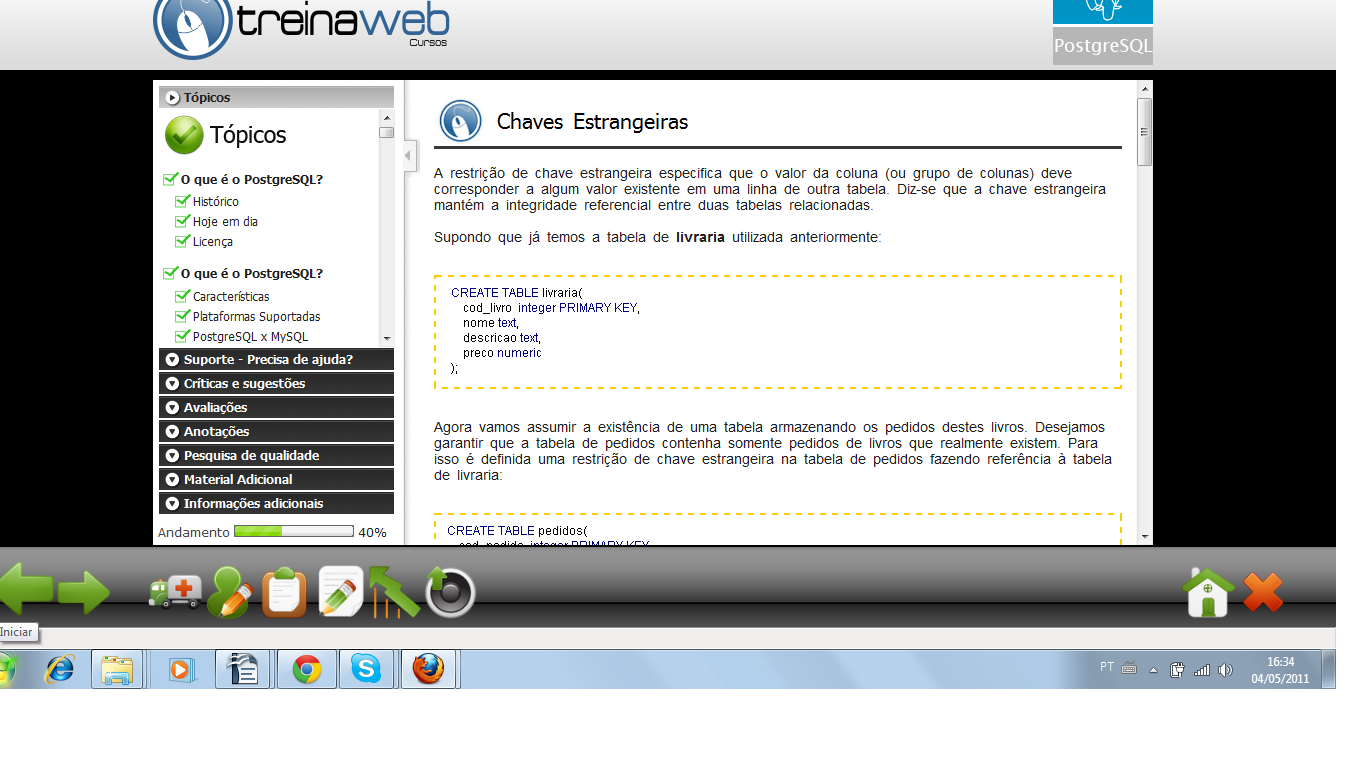 treinaweb
Cursos
PostgreSQL
Tópicos
Tópicos
O que é o PostgreSQL?
Histórico
Hoje em dia
Licença
O que é o PostgreSQL?
Características
Plataformas Suportadas
PostgreSQL x MySQL
Suporte - Precisa de ajuda?
Críticas e sugestões
Avaliações
Anotações
Pesquisa de qualidade
Material Adicional
Informações adicionais
Andamento 40%
Chaves Estrangeiras
A restrição de chave estrangeira especifica que o valor da coluna (ou grupo de colunas) deve
corresponder a algum valor existente em uma linha de outra tabela. Diz-se que a chave estrangeira
mantém a integridade referencial entre duas tabelas relacionadas.
Supondo que já temos a tabela de livraria utilizada anteriormente:
CREATE TABLE livraria(
cod_livro integer PRIMARY KEY,
nome text,
descricao text,
preco numeric
);
Agora vamos assumir a existência de uma tabela armazenando os pedidos destes livros. Desejamos
garantir que a tabela de pedidos contenha somente pedidos de livros que realmente existem. Para
isso é definida uma restrição de chave estrangeira na tabela de pedidos fazendo referência à tabela
de livraria:
CREATE TABLE pedidos(
cod_pedido integer PRIMARY KEY,
Iniciar
PT
16:34
04/05/2011